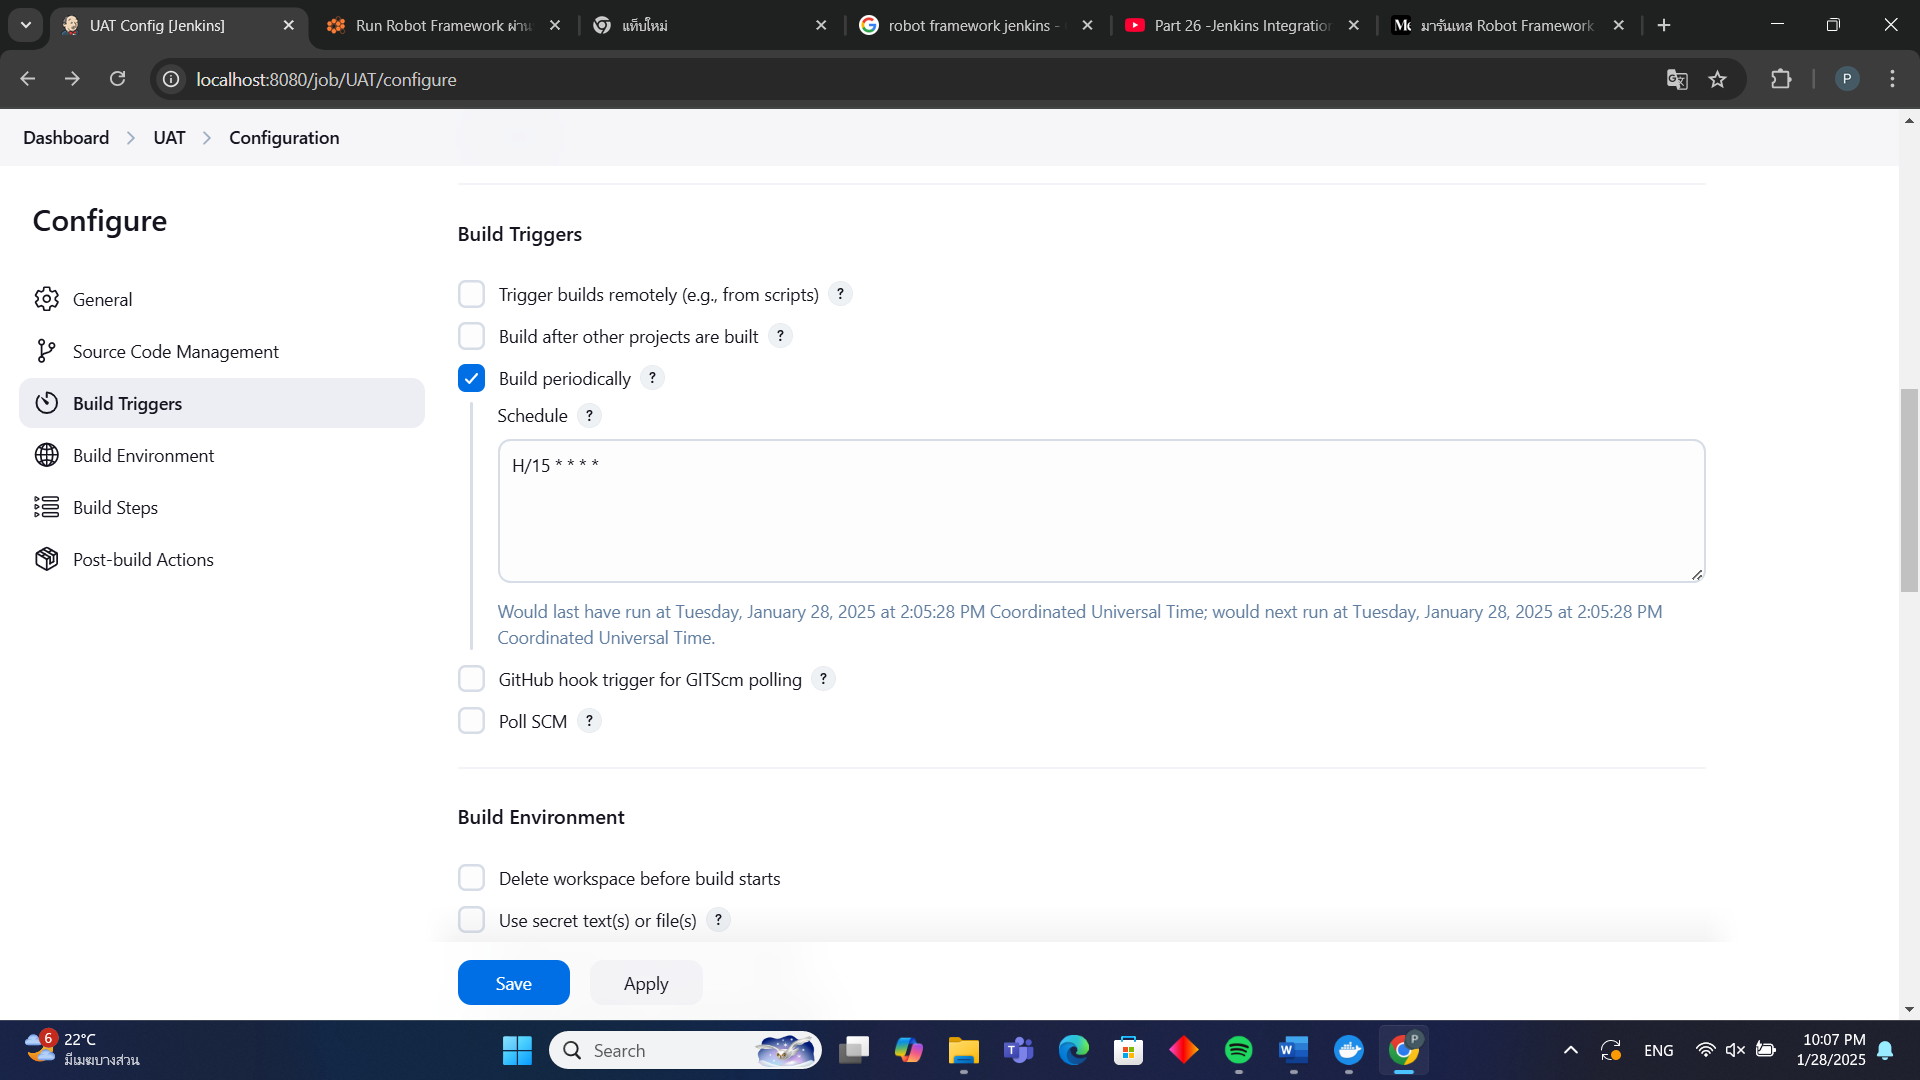 UAT Config [Jenkins]
Run Robot Framework ผ่าน
แท็บใหม่
robot framework jenkins -
Part 26 -Jenkins Integration
มารันเทส Robot Framework
localhost:8080/job/UAT/configure
P
Dashboard
UAT
Configuration
Configure
General
Source Code Management
Build Triggers
Build Environment
Build Steps
Post-build Actions
Build Triggers
Trigger builds remotely (e.g., from scripts) ?
Build after other projects are built ?
Build periodically ?
Schedule ?
H/15 * * * *
Would last have run at Tuesday, January 28, 2025 at 2:05:28 PM Coordinated Universal Time; would next run at Tuesday, January 28, 2025 at 2:05:28 PM
Coordinated Universal Time.
GitHub hook trigger for GITScm polling ?
Poll SCM ?
Build Environment
Delete workspace before build starts
Use secret text(s) or file(s) ?
Save
Apply
6
22°C
มีเมฆบางส่วน
Search
P
ENG
10:07 PM
1/28/2025